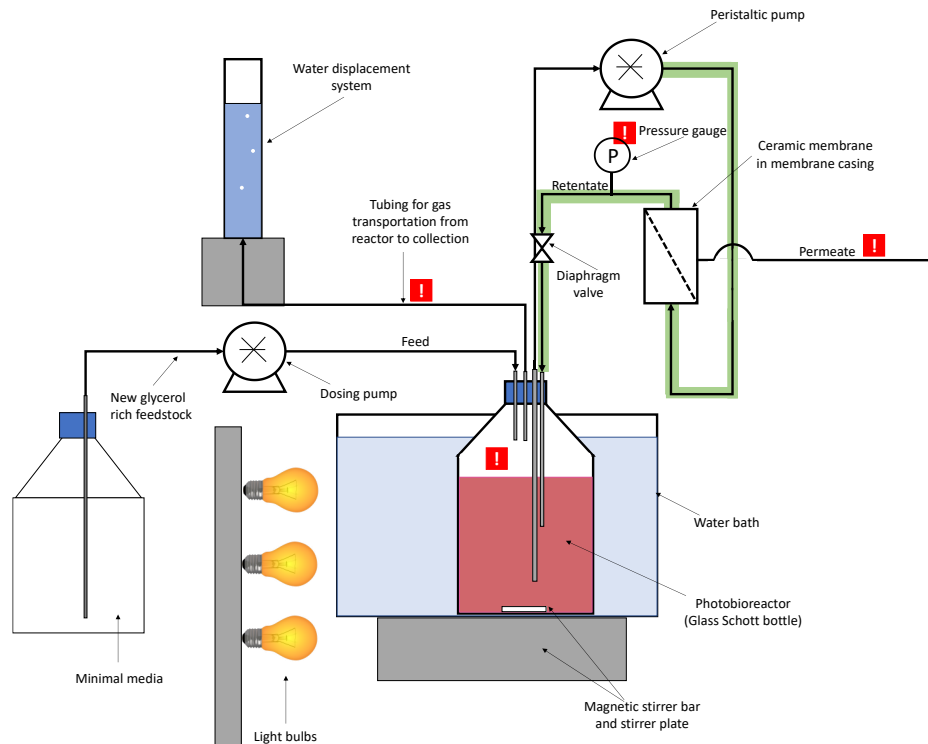 Peristaltic pump
Water displacement
system
!
Pressure gauge
P
Ceramic membrane
in membrane casing
Retentate
Tubing for gas
transportation from
reactor to collection
!
Permeate
!
Diaphragm
valve
Feed
New glycerol
rich feedstock
Dosing pump
!
Water bath
Photobioreactor
(Glass Schott bottle)
Minimal media
Magnetic stirrer bar
and stirrer plate
Light bulbs